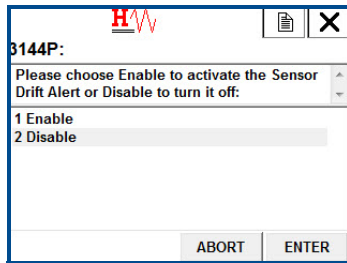 H
3144P:
Please choose Enable to activate the Sensor
Drift Alert or Disable to turn it off:
1 Enable
2 Disable
ABORT ENTER